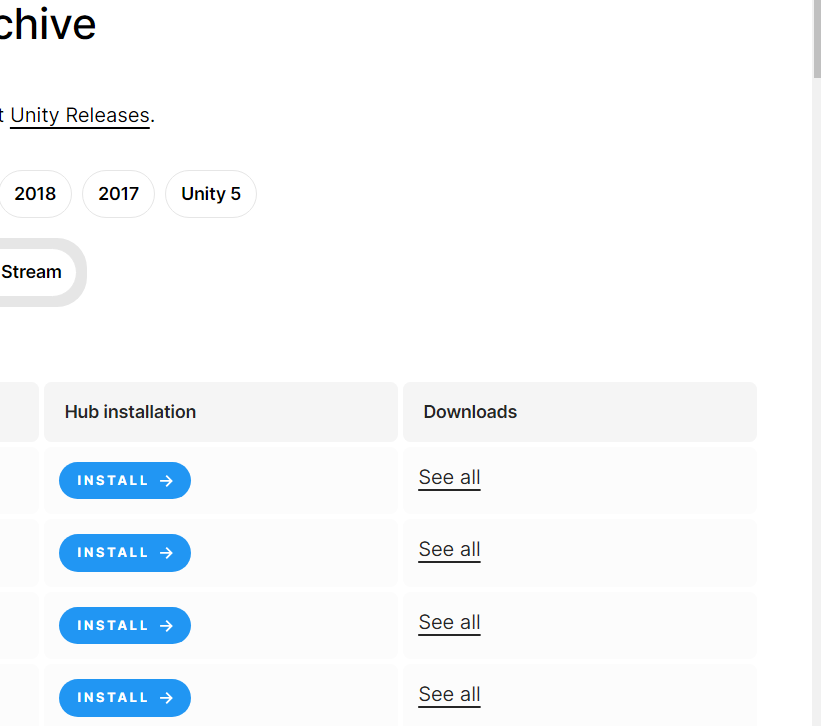 chive
t Unity Releases.
2018 2017 Unity 5
Stream
Hub installation Downloads
INSTALL → See all
INSTALL → See all
INSTALL → See all
INSTALL → See all